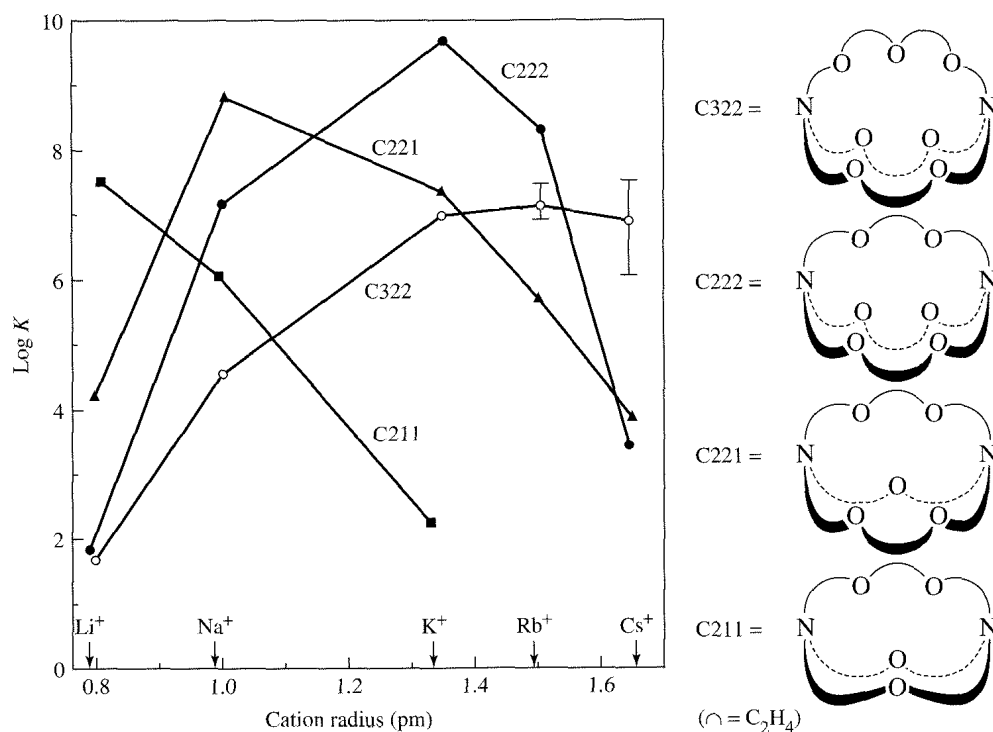 10
8
6
4
2
0
Log K
C222
C221
C322
C211
Li⁺
Na⁺
K⁺
Rb⁺
Cs⁺
0.8
1.0
1.2
1.4
1.6
Cation radius (pm)
C322 =
O O O
N N
O O
O O
C222 =
O O
N N
O O
O O
C221 =
O O
N N
O
O O
C211 =
O O
N N
O
O
(∩ = C₂H₄)